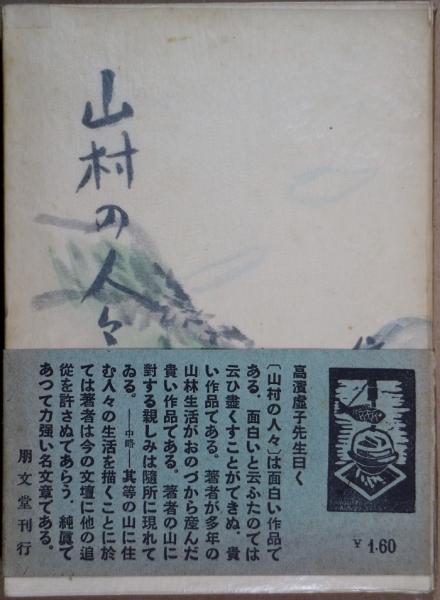 山村の人々
高濱虚子先生曰く
〔山村の人々〕は面白い作品で
ある、面白いと云ふたのでは
云ひ盡くすことができぬ、貴
い作品である。著者が多年の
山林生活がおのづから産んだ
貴い作品である。著者の山に
對する親しみは隨所に現れて
ゐる。―中略―其等の山に住
む人々の生活を描くことに於
ては著者は今の文壇に他の追
從を許さぬであらう。純眞で
あつて力强い名文章である。
朋文堂刊行
¥ 1.60